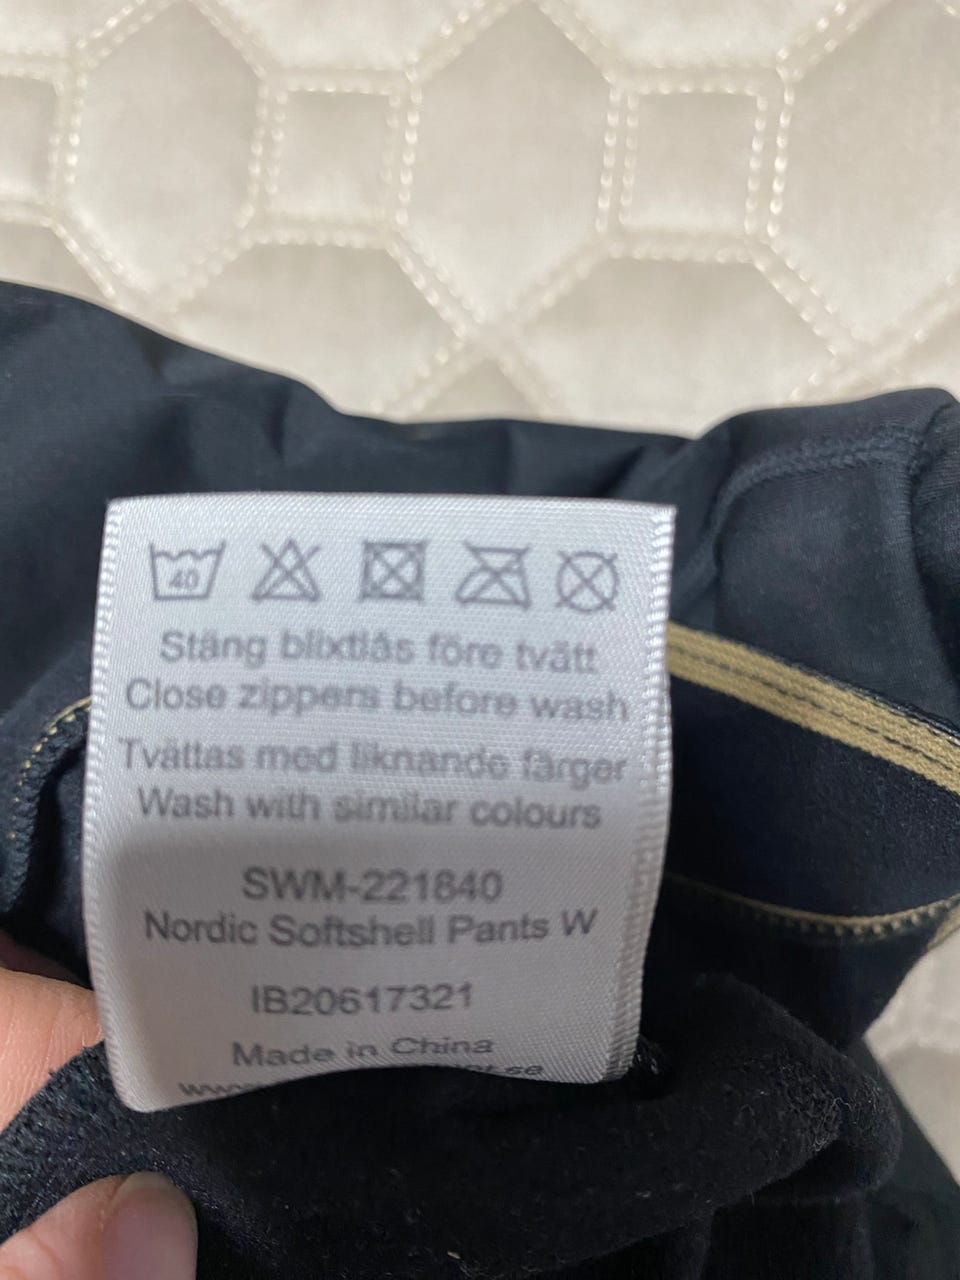 40
Stäng blixtlås före tvätt
Close zippers before wash
Tvättas med liknande färger
Wash with similar colours
SWM-221840
Nordic Softshell Pants W
IB20617321
Made in China